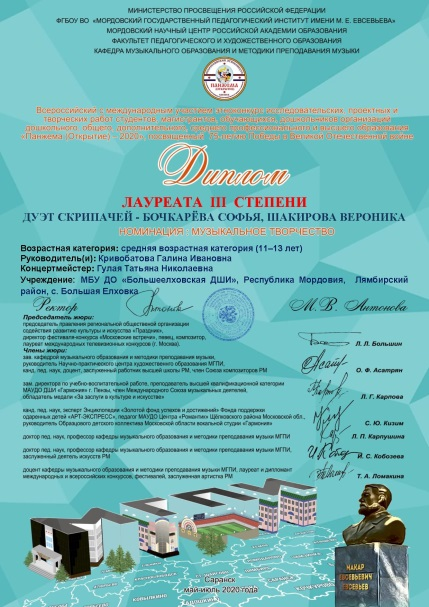 МИНИСТЕРСТВО ПРОСВЕЩЕНИЯ РОССИЙСКОЙ ФЕДЕРАЦИИ
ФГБОУ ВО «МОРДОВСКИЙ ГОСУДАРСТВЕННЫЙ ПЕДАГОГИЧЕСКИЙ ИНСТИТУТ ИМЕНИ М. Е. ЕВСЕВЬЕВА»
МОРДОВСКИЙ НАУЧНЫЙ ЦЕНТР РОССИЙСКОЙ АКАДЕМИИ ОБРАЗОВАНИЯ
ФАКУЛЬТЕТ ПЕДАГОГИЧЕСКОГО И ХУДОЖЕСТВЕННОГО ОБРАЗОВАНИЯ
КАФЕДРА МУЗЫКАЛЬНОГО ОБРАЗОВАНИЯ И МЕТОДИКИ ПРЕПОДАВАНИЯ МУЗЫКИ
ПАНЖЕМА
Всероссийский с международным участием этноконкурс исследовательских, проектных и
творческих работ студентов, магистрантов, обучающихся, дошкольников организаций
дошкольного, общего, дополнительного, среднего профессионального и высшего образования
«Панжема (Открытие) – 2020», посвященный 75-летию Победы в Великой Отечественной войне
Диплом
ЛАУРЕАТА III СТЕПЕНИ
ДУЭТ СКРИПАЧЕЙ - БОЧКАРЁВА СОФЬЯ, ШАКИРОВА ВЕРОНИКА
НОМИНАЦИЯ: МУЗЫКАЛЬНОЕ ТВОРЧЕСТВО
Возрастная категория: средняя возрастная категория (11–13 лет)
Руководитель(и): Кривобатова Галина Ивановна
Концертмейстер: Гулая Татьяна Николаевна
Учреждение: МБУ ДО «Большеелховская ДШИ», Республика Мордовия, Лямбирский
район, с. Большая Елховка
Ректор М. В. Антонова
Председатель жюри:
председатель правления региональной общественной организации
содействия развитию культуры и искусства «Праздник»,
директор фестиваля-конкурса «Московские встречи», певец, композитор,
лауреат международных телевизионных конкурсов (г. Москва). Л. Л. Большин
Члены жюри:
зав. кафедрой музыкального образования и методики преподавания музыки,
руководитель Научно-практического центра художественного образования МГПИ,
канд. пед. наук, доцент, заслуженный работник высшей школы РМ, член Союза композиторов РМ О. Ф. Асатрян
зам. директора по учебно-воспитательной работе, преподаватель высшей квалификационной категории
МАУДО ДШИ «Гармония» г. Пензы, член Международного Союза музыкальных деятелей,
обладатель медали «За заслуги в культуре и искусстве» Л. Г. Карпова
канд. пед. наук, эксперт Энциклопедии «Золотой фонд успехов и достижений» Фонда поддержки
одаренных детей «АРТ-ЭКСПРЕСС», педагог МАУДО Центр «Романтик» Щёлковского района Московской обл.,
руководитель Образцового детского коллектива Московской области вокальной студии «Гармония» С. Ю. Кизим
доктор пед. наук, профессор кафедры музыкального образования и методики преподавания музыки МГПИ Л. П. Карпушина
доктор пед. наук, профессор кафедры музыкального образования и методики преподавания музыки МГПИ,
заслуженный деятель искусств РМ И. С. Кобозева
доцент кафедры музыкального образования и методики преподавания музыки МГПИ, лауреат и дипломант
международных и всероссийских конкурсов, фестивалей, заслуженная артистка РМ Т. А. Ломакина
МАКАР
ЕВСЕВЬЕВИЧ
ЕВСЕВЬЕВ
Саранск
май-июль 2020 года